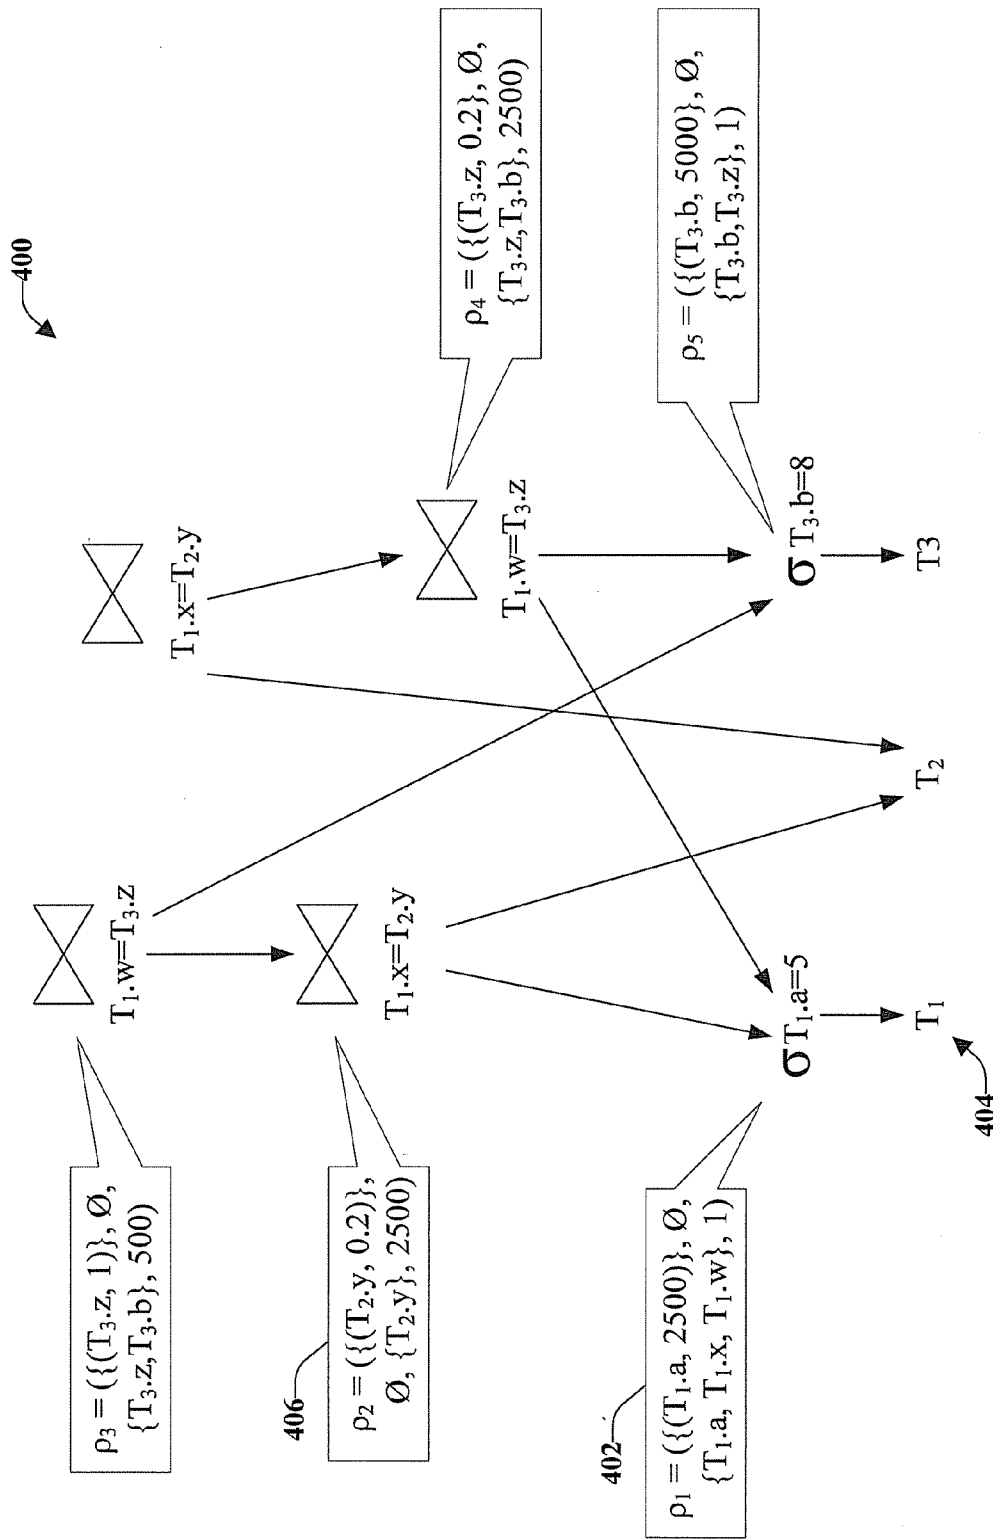 400
ρ₃ = ({(T₃.z, 1)}, Ø,
{T₃.z,T₃.b}, 500)
T₁.w=T₃.z
T₁.x=T₂.y
406
ρ₂ = ({(T₂.y, 0.2)},
Ø, {T₂.y}, 2500)
T₁.x=T₂.y
T₁.w=T₃.z
ρ₄ = ({(T₃.z, 0.2}, Ø,
{T₃.z,T₃.b}, 2500)
402
ρ₁ = ({(T₁.a, 2500)}, Ø,
{T₁.a, T₁.x, T₁.w}, 1)
σ T₁.a=5
σ T₃.b=8
ρ₅ = ({(T₃.b, 5000}, Ø,
{T₃.b,T₃.z}, 1)
404
T₁
T₂
T3